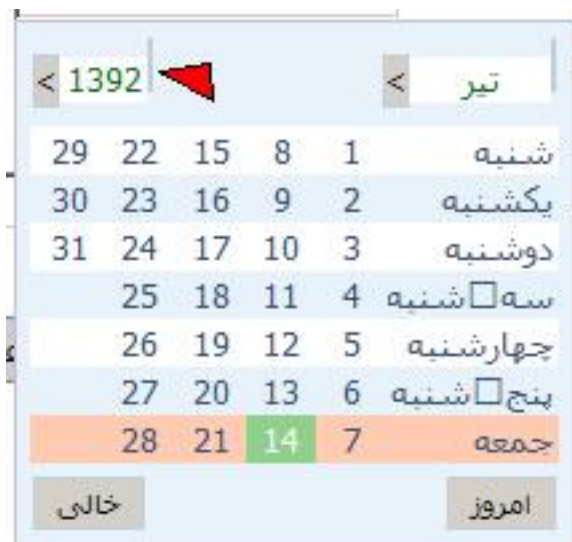 تیر > 1392 >
شنبه 1 8 15 22 29
یکشنبه 2 9 16 23 30
دوشنبه 3 10 17 24 31
سه□شنبه 4 11 18 25
چهارشنبه 5 12 19 26
پنج□شنبه 6 13 20 27
جمعه 7 14 21 28
امروز خالی